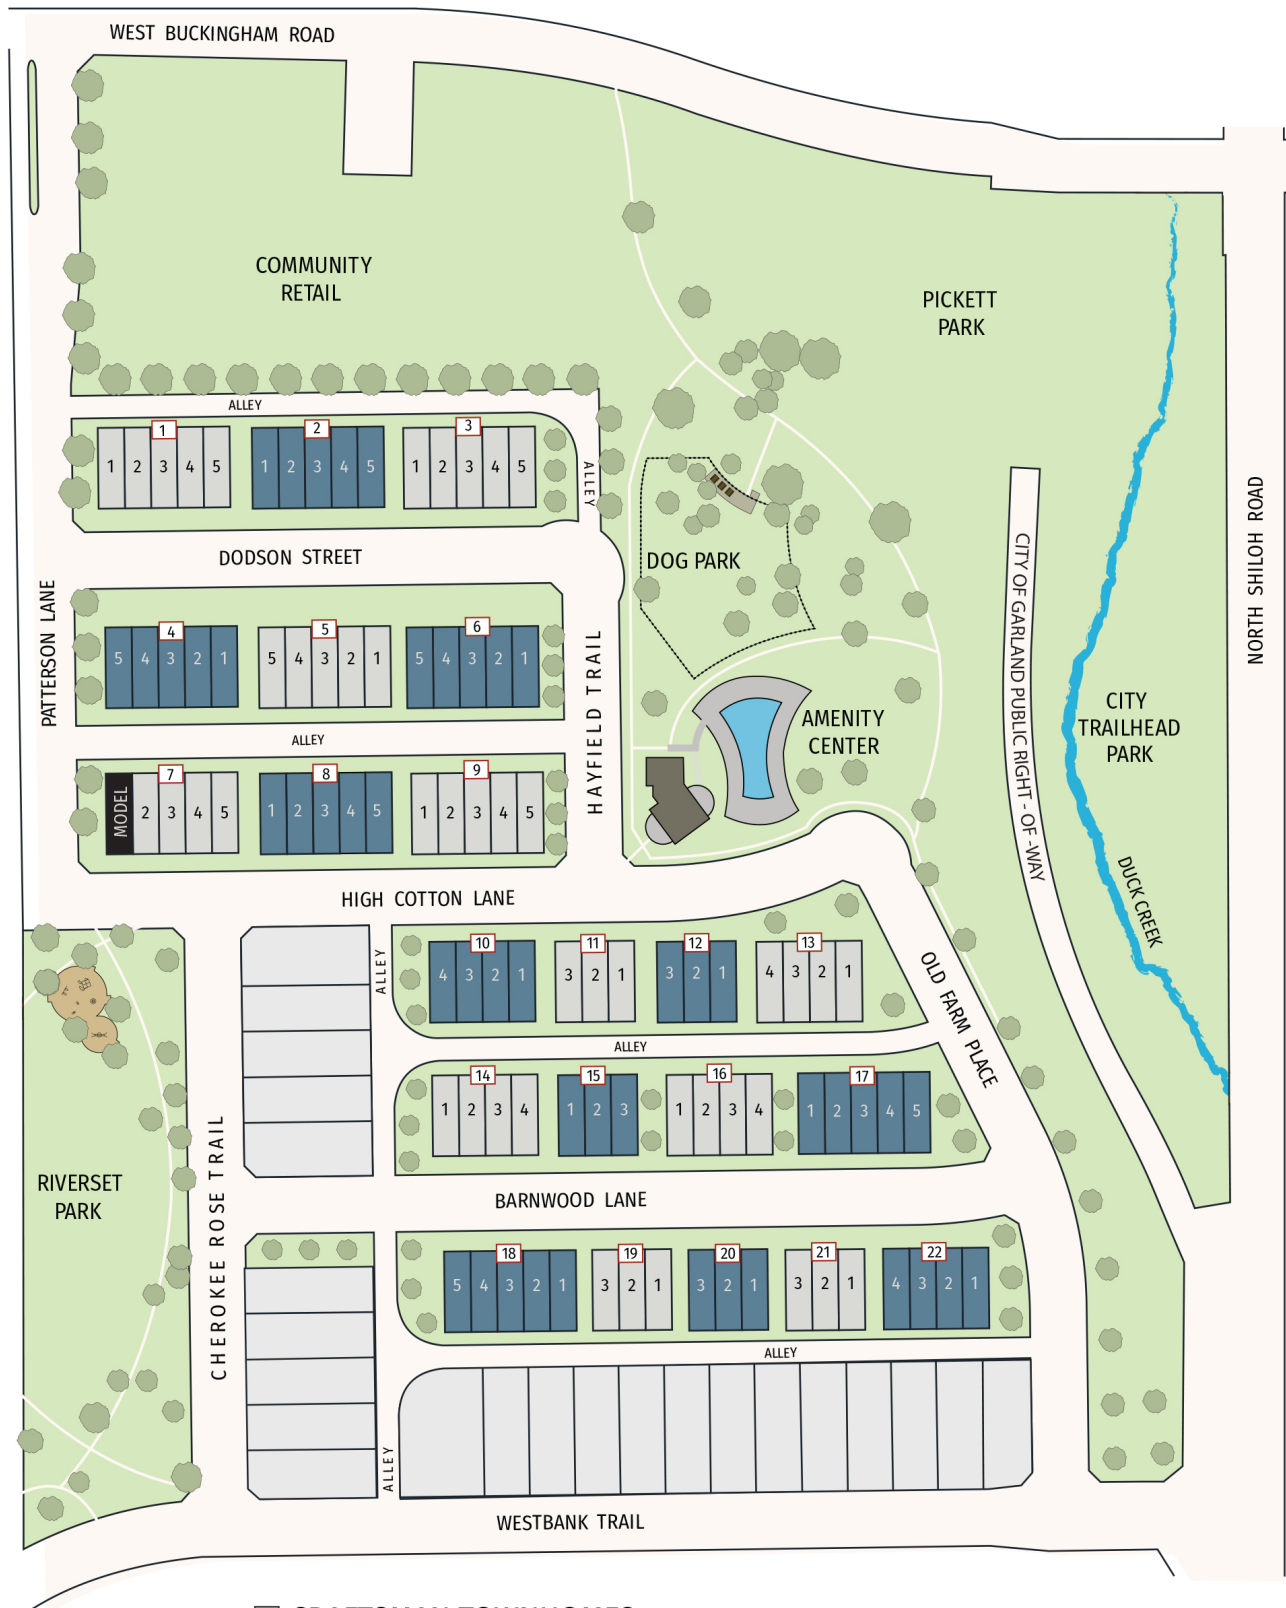 WEST BUCKINGHAM ROAD
COMMUNITY
RETAIL
PICKETT
PARK
ALLEY
1
1 2 3 4 5
2
1 2 3 4 5
3
1 2 3 4 5
ALLEY
DODSON STREET
DOG PARK
PATTERSON LANE
4
5 4 3 2 1
5
5 4 3 2 1
6
5 4 3 2 1
HAYFIELD TRAIL
NORTH SHILOH ROAD
CITY OF GARLAND PUBLIC RIGHT - OF -WAY
CITY
TRAILHEAD
PARK
AMENITY
CENTER
ALLEY
7
MODEL 2 3 4 5
8
1 2 3 4 5
9
1 2 3 4 5
DUCK CREEK
HIGH COTTON LANE
ALLEY
10
4 3 2 1
11
3 2 1
12
3 2 1
13
4 3 2 1
OLD FARM PLACE
ALLEY
14
1 2 3 4
15
1 2 3
16
1 2 3 4
17
1 2 3 4 5
RIVERSET
PARK
CHEROKEE ROSE TRAIL
BARNWOOD LANE
18
5 4 3 2 1
19
3 2 1
20
3 2 1
21
3 2 1
22
4 3 2 1
ALLEY
ALLEY
WESTBANK TRAIL